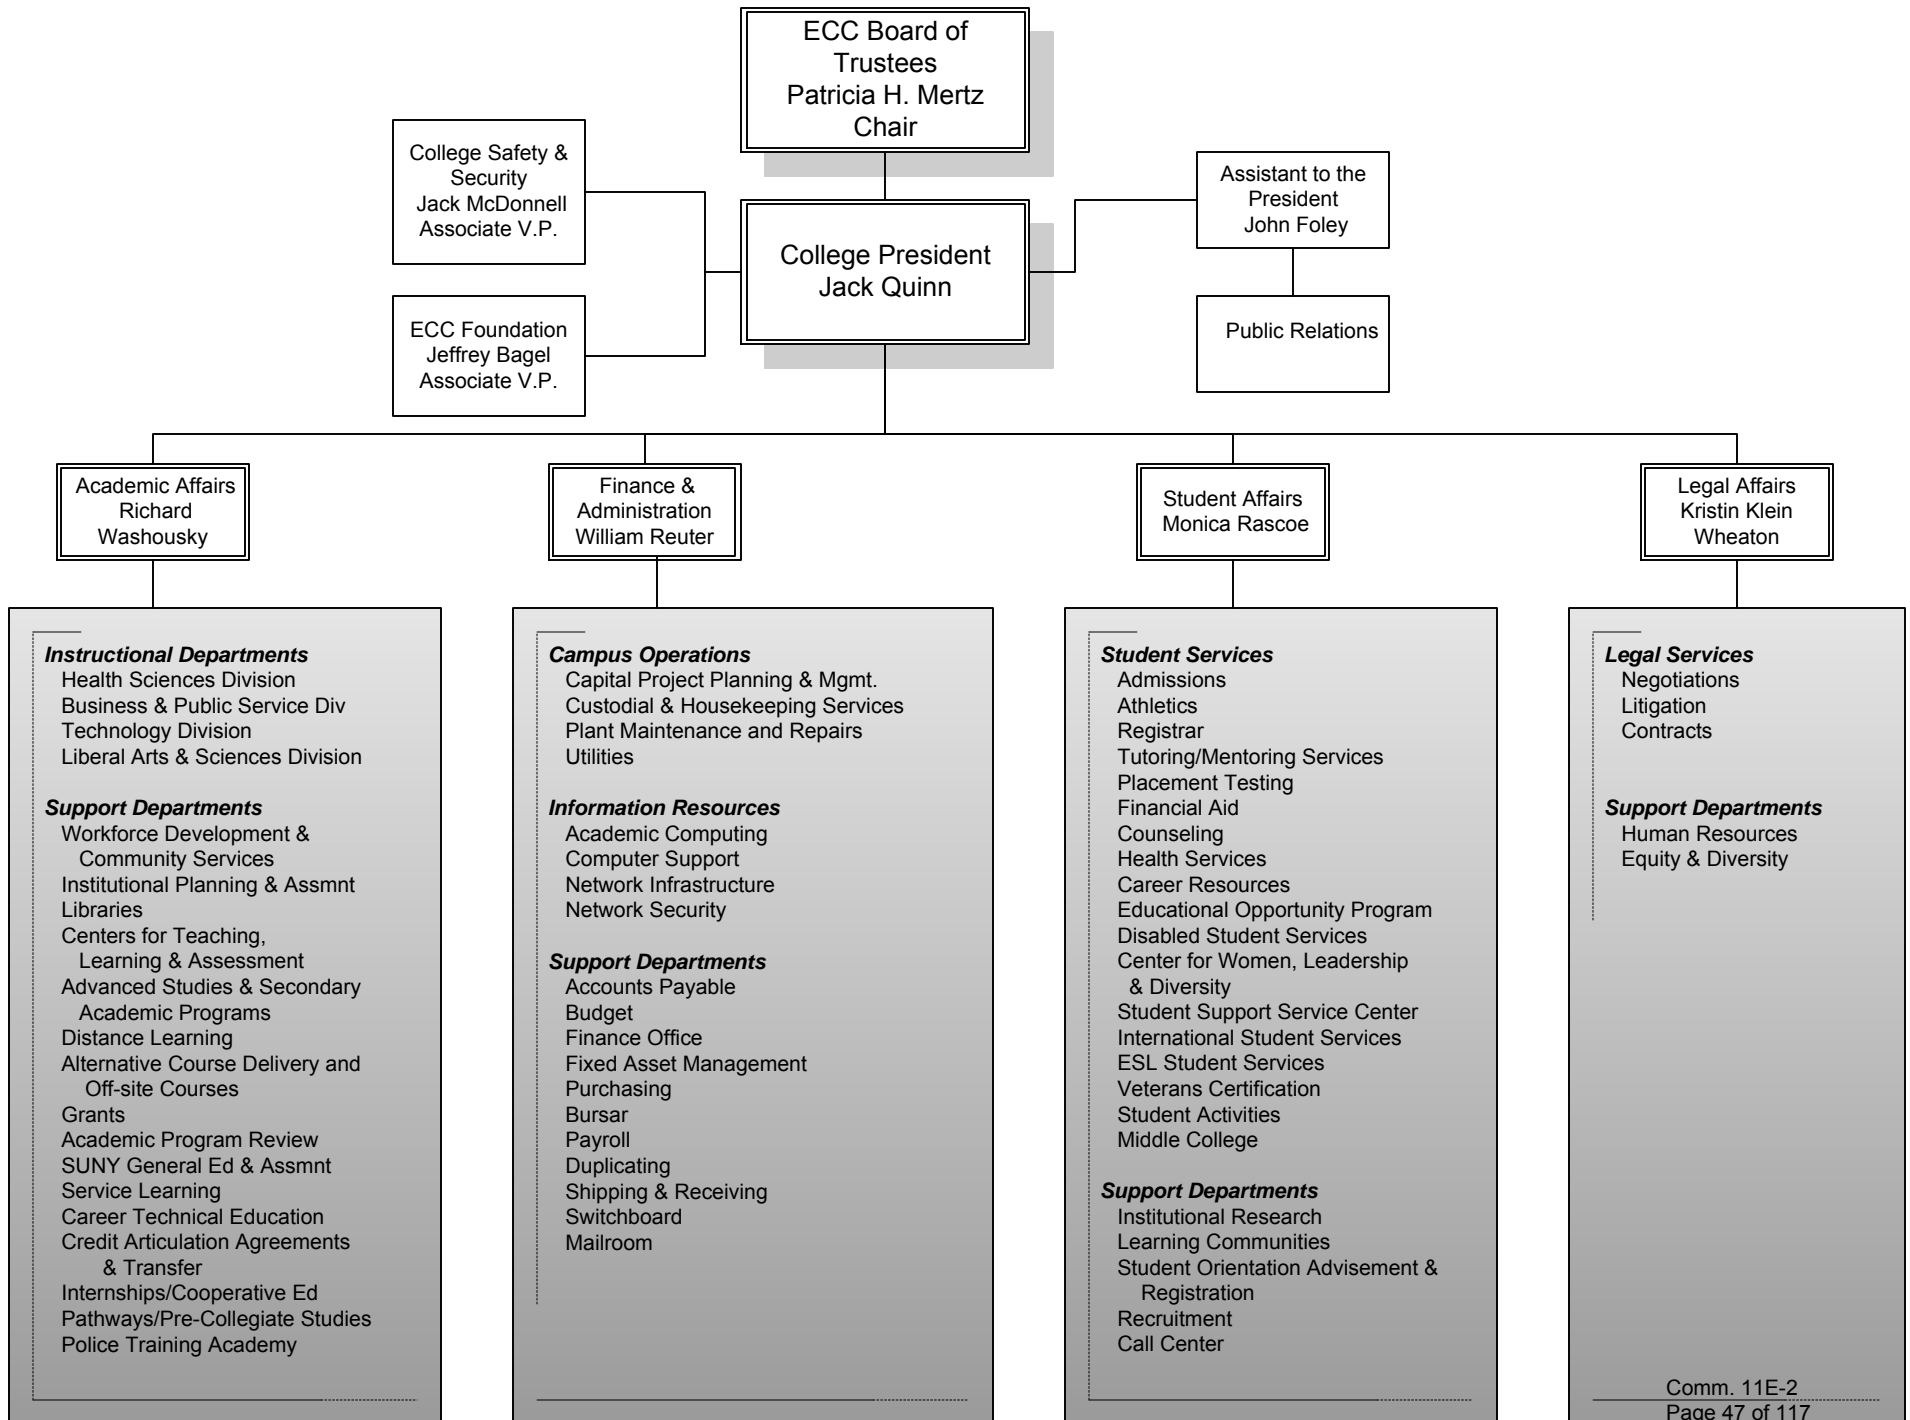 ECC Board of
Trustees
Patricia H. Mertz
Chair
College Safety &
Security
Jack McDonnell
Associate V.P.
Assistant to the
President
John Foley
College President
Jack Quinn
ECC Foundation
Jeffrey Bagel
Associate V.P.
Public Relations
Academic Affairs
Richard
Washousky
Finance &
Administration
William Reuter
Student Affairs
Monica Rascoe
Legal Affairs
Kristin Klein
Wheaton
Instructional Departments
Health Sciences Division
Business & Public Service Div
Technology Division
Liberal Arts & Sciences Division
Support Departments
Workforce Development &
Community Services
Institutional Planning & Assmnt
Libraries
Centers for Teaching,
Learning & Assessment
Advanced Studies & Secondary
Academic Programs
Distance Learning
Alternative Course Delivery and
Off-site Courses
Grants
Academic Program Review
SUNY General Ed & Assmnt
Service Learning
Career Technical Education
Credit Articulation Agreements
& Transfer
Internships/Cooperative Ed
Pathways/Pre-Collegiate Studies
Police Training Academy
Campus Operations
Capital Project Planning & Mgmt.
Custodial & Housekeeping Services
Plant Maintenance and Repairs
Utilities
Information Resources
Academic Computing
Computer Support
Network Infrastructure
Network Security
Support Departments
Accounts Payable
Budget
Finance Office
Fixed Asset Management
Purchasing
Bursar
Payroll
Duplicating
Shipping & Receiving
Switchboard
Mailroom
Student Services
Admissions
Athletics
Registrar
Tutoring/Mentoring Services
Placement Testing
Financial Aid
Counseling
Health Services
Career Resources
Educational Opportunity Program
Disabled Student Services
Center for Women, Leadership
& Diversity
Student Support Service Center
International Student Services
ESL Student Services
Veterans Certification
Student Activities
Middle College
Support Departments
Institutional Research
Learning Communities
Student Orientation Advisement &
Registration
Recruitment
Call Center
Legal Services
Negotiations
Litigation
Contracts
Support Departments
Human Resources
Equity & Diversity
Comm. 11E-2
Page 47 of 117